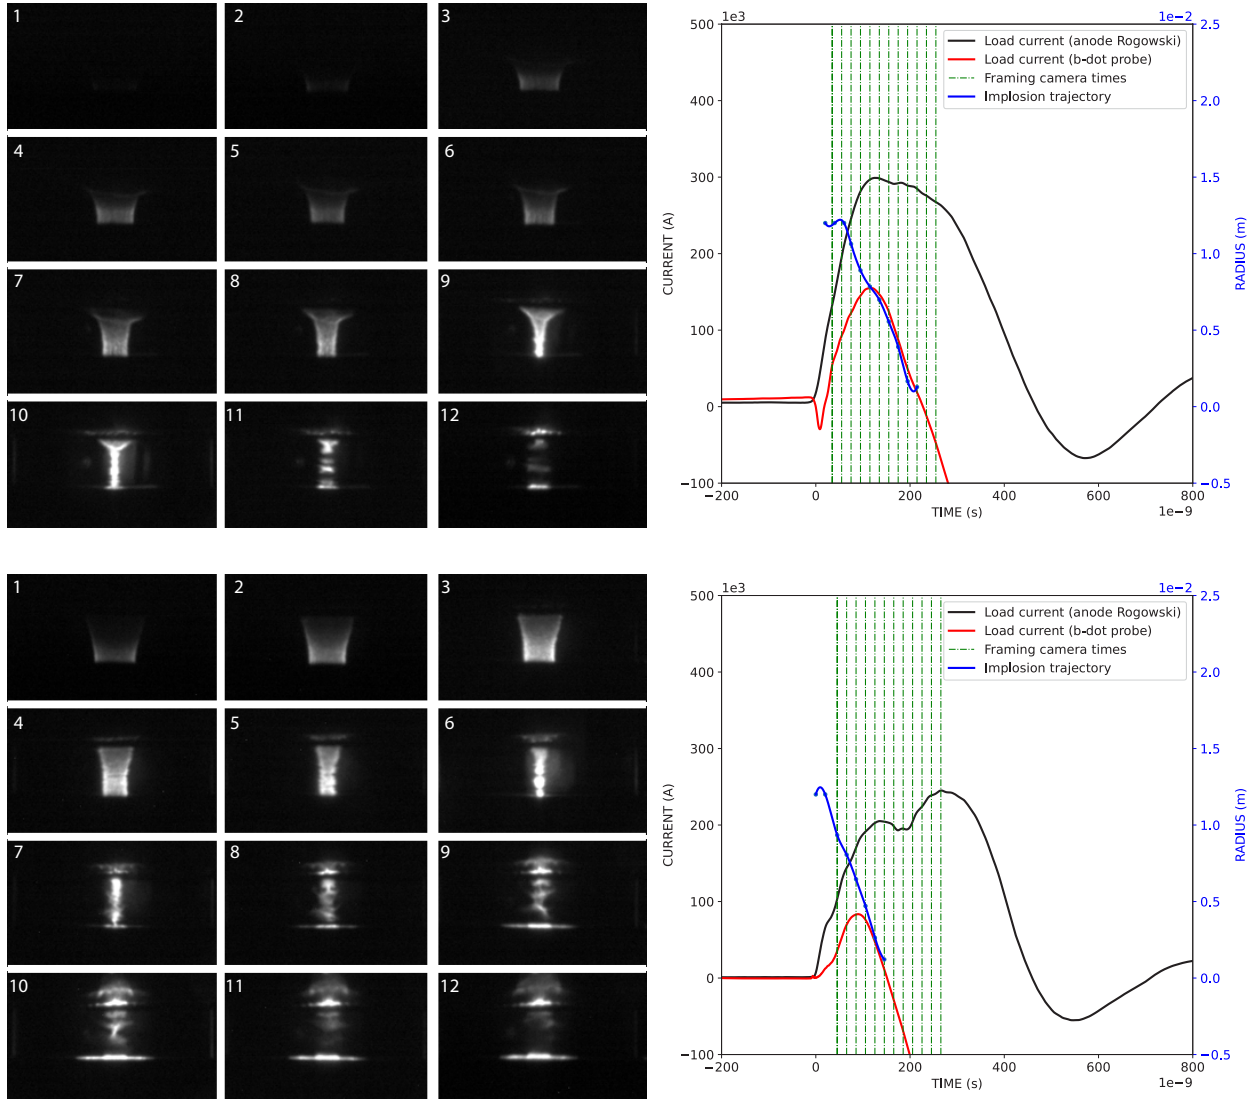 1 2 3
4 5 6
7 8 9
10 11 12
500 1e3 1e-2 2.5
400 2.0
300 1.5
200 1.0
100 0.5
0 0.0
−100 −0.5
CURRENT (A)
RADIUS (m)
Load current (anode Rogowski)
Load current (b-dot probe)
Framing camera times
Implosion trajectory
−200 0 200 400 600 800
TIME (s) 1e−9
1 2 3
4 5 6
7 8 9
10 11 12
500 1e3 1e−2 2.5
400 2.0
300 1.5
200 1.0
100 0.5
0 0.0
−100 −0.5
CURRENT (A)
RADIUS (m)
Load current (anode Rogowski)
Load current (b-dot probe)
Framing camera times
Implosion trajectory
−200 0 200 400 600 800
TIME (s) 1e−9